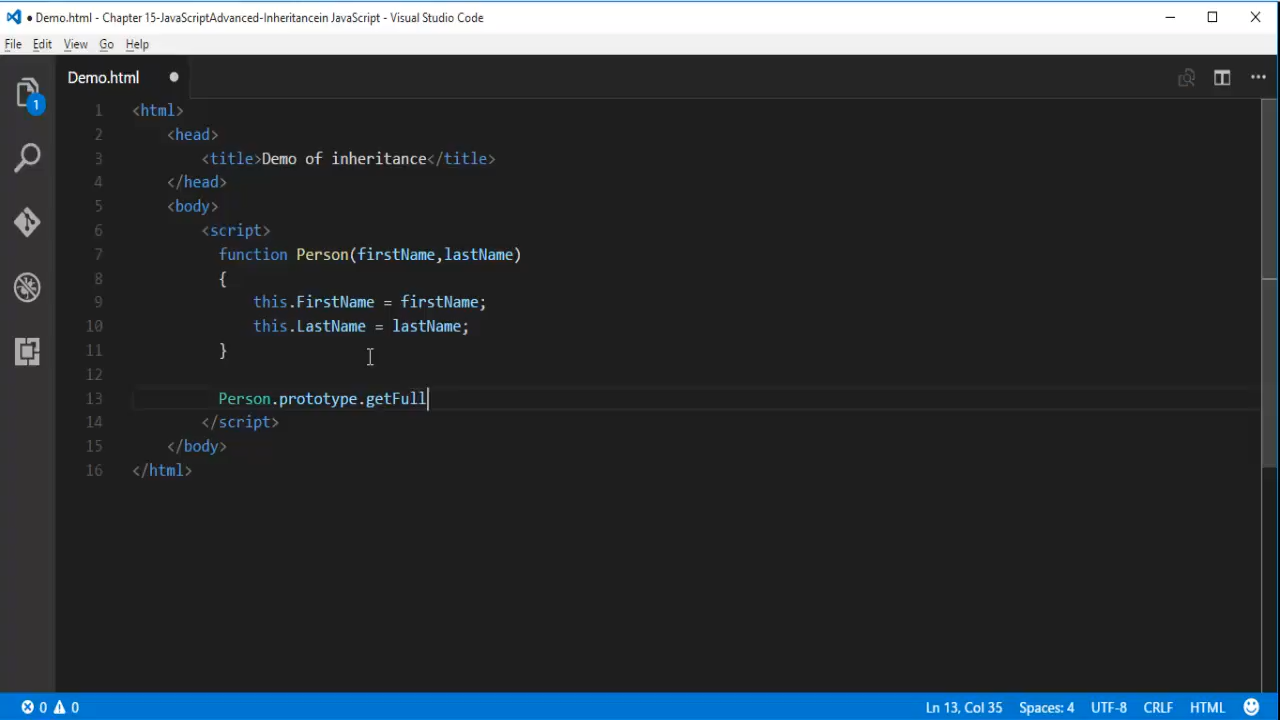 ● Demo.html - Chapter 15-JavaScriptAdvanced-Inheritancein JavaScript - Visual Studio Code
File Edit View Go Help
Demo.html ●
1
1 <html>
2 <head>
3 <title>Demo of inheritance</title>
4 </head>
5 <body>
6 <script>
7 function Person(firstName,lastName)
8 {
9 this.FirstName = firstName;
10 this.LastName = lastName;
11 }
12
13 Person.prototype.getFull
14 </script>
15 </body>
16 </html>
0 0 Ln 13, Col 35 Spaces: 4 UTF-8 CRLF HTML